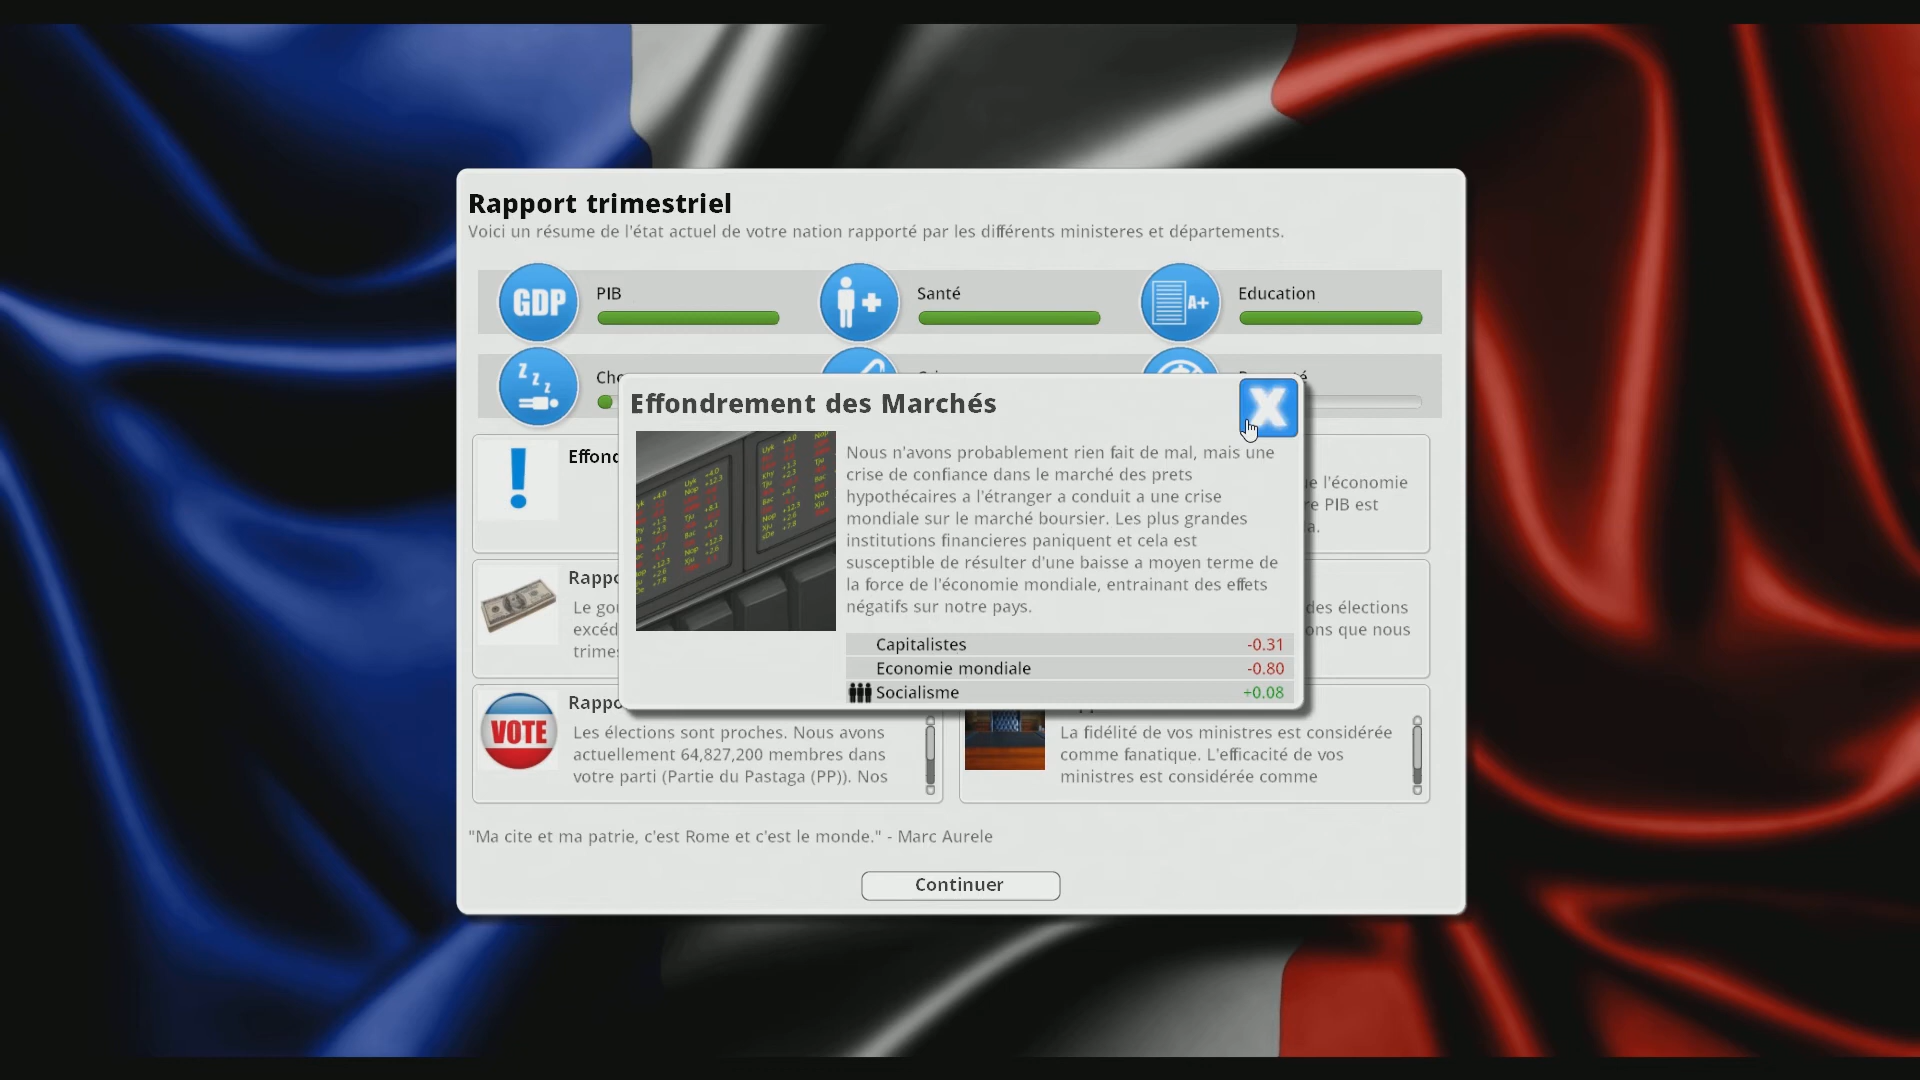 Rapport trimestriel
Voici un résume de l'état actuel de votre nation rapporté par les différents ministeres et départements.
GDP
PIB
Santé
A+
Education
Z Z Z
Effondrement des Marchés
X
Nous n'avons probablement rien fait de mal, mais une
crise de confiance dans le marché des prets
hypothécaires a l'étranger a conduit a une crise
mondiale sur le marché boursier. Les plus grandes
institutions financieres paniquent et cela est
susceptible de résulter d'une baisse a moyen terme de
la force de l'économie mondiale, entrainant des effets
négatifs sur notre pays.
Capitalistes -0.31
Economie mondiale -0.80
Socialisme +0.08
Effond
e l'économie
re PIB est
a.
Rappo
Le gou
excéd
trimes
des élections
ons que nous
VOTE
Rappo
Les élections sont proches. Nous avons
actuellement 64,827,200 membres dans
votre parti (Partie du Pastaga (PP)). Nos
La fidélité de vos ministres est considérée
comme fanatique. L'efficacité de vos
ministres est considérée comme
"Ma cite et ma patrie, c'est Rome et c'est le monde." - Marc Aurele
Continuer